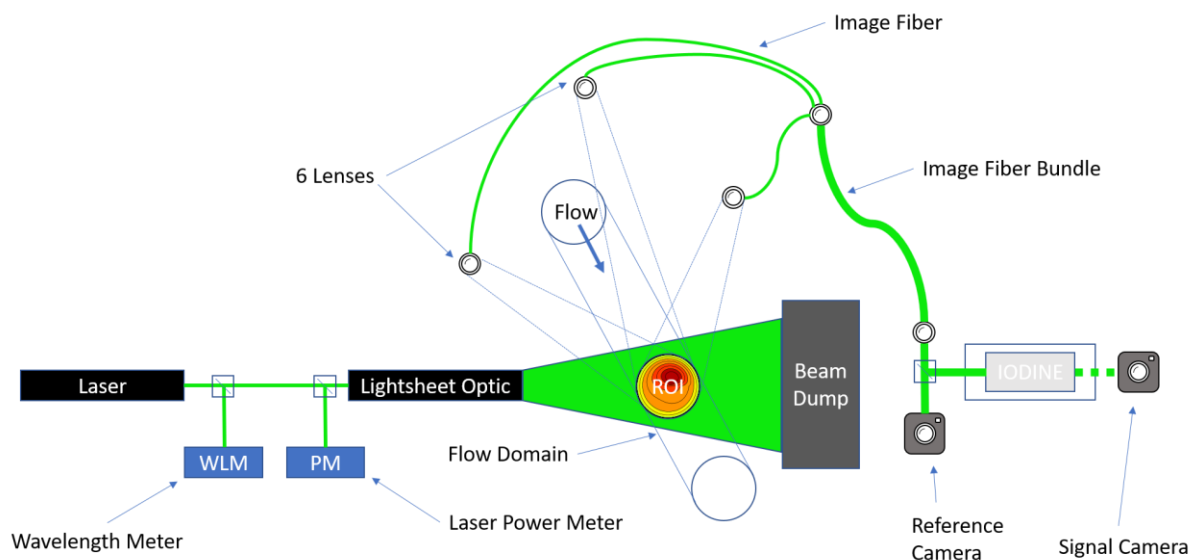 Image Fiber
6 Lenses
Image Fiber Bundle
Flow
Laser
Lightsheet Optic
ROI
Beam
Dump
IODINE
WLM
PM
Flow Domain
Wavelength Meter
Laser Power Meter
Reference
Camera
Signal Camera